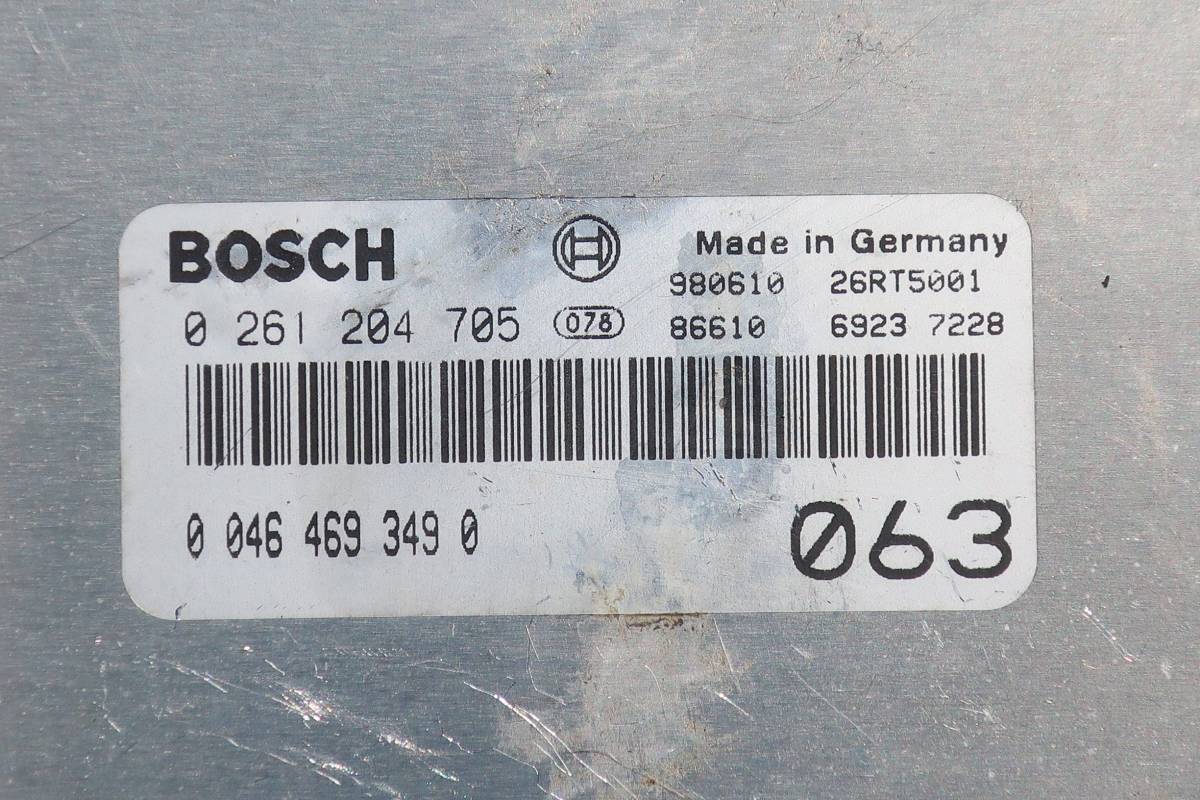 BOSCH
Made in Germany
980610 26RT5001
0 261 204 705 078
86610 6923 7228
0 046 469 349 0
063